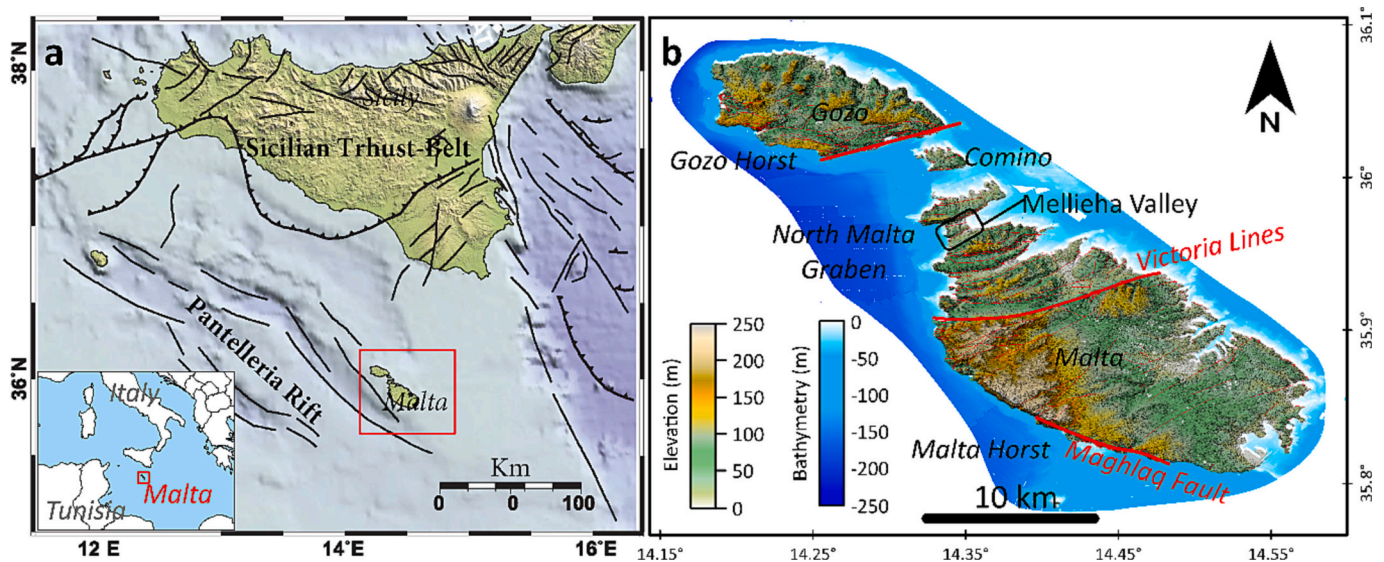 a
38°N
36°N
Sicily
Sicilian Trhust-Belt
Pantelleria Rift
Malta
Italy
Malta
Tunisia
Km
100 0 100
12 E
14°E
16°E
b
N
Gozo
Gozo Horst
Comino
Mellieha Valley
North Malta
Graben
Victoria Lines
Malta
Malta Horst
Maghlaq Fault
10 km
Elevation (m)
250
200
150
100
50
0
Bathymetry (m)
0
-50
-100
-150
-200
-250
36.1°
36°
35.9°
35.8°
14.15°
14.25°
14.35°
14.45°
14.55°